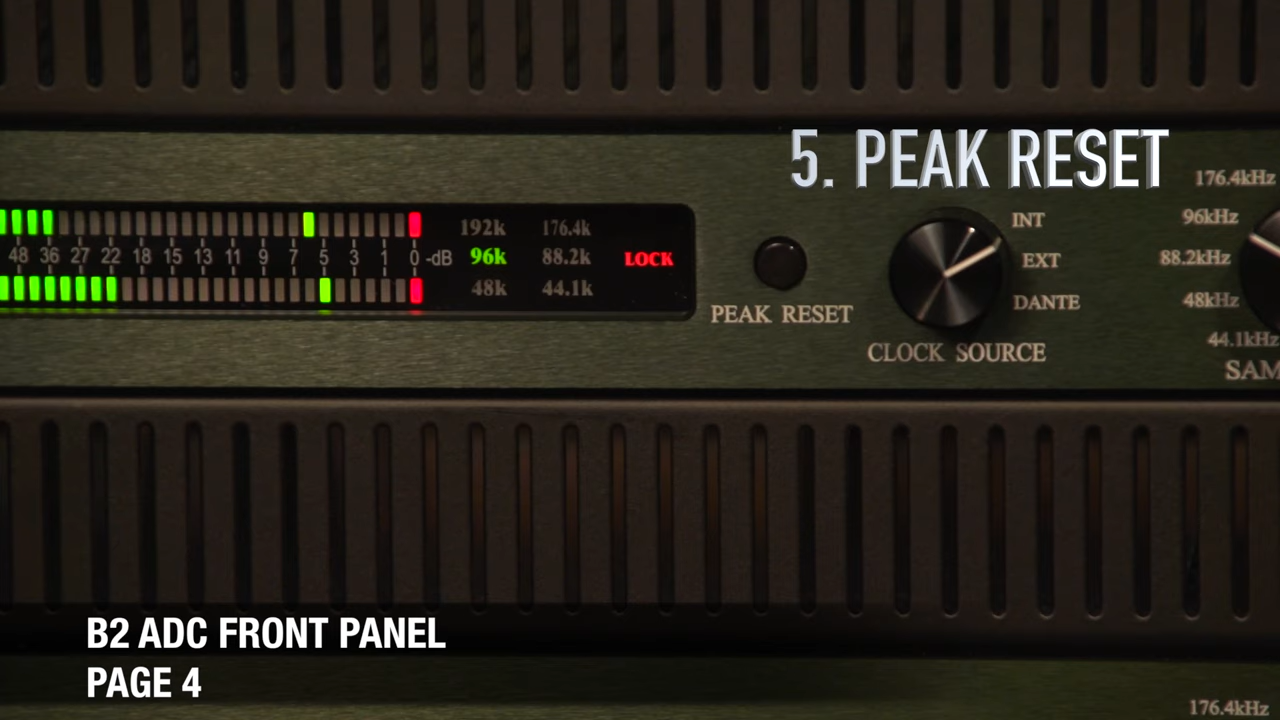 5. PEAK RESET
176.4kHz
192k 176.4k
INT
96kHz
48 36 27 22 18 15 13 11 9 7 5 3 1 0 -dB
96k 88.2k LOCK
EXT
88.2kHz
48k 44.1k
DANTE
48kHz
PEAK RESET
44.1kHz
CLOCK SOURCE
SAM
B2 ADC FRONT PANEL
PAGE 4
176.4kHz